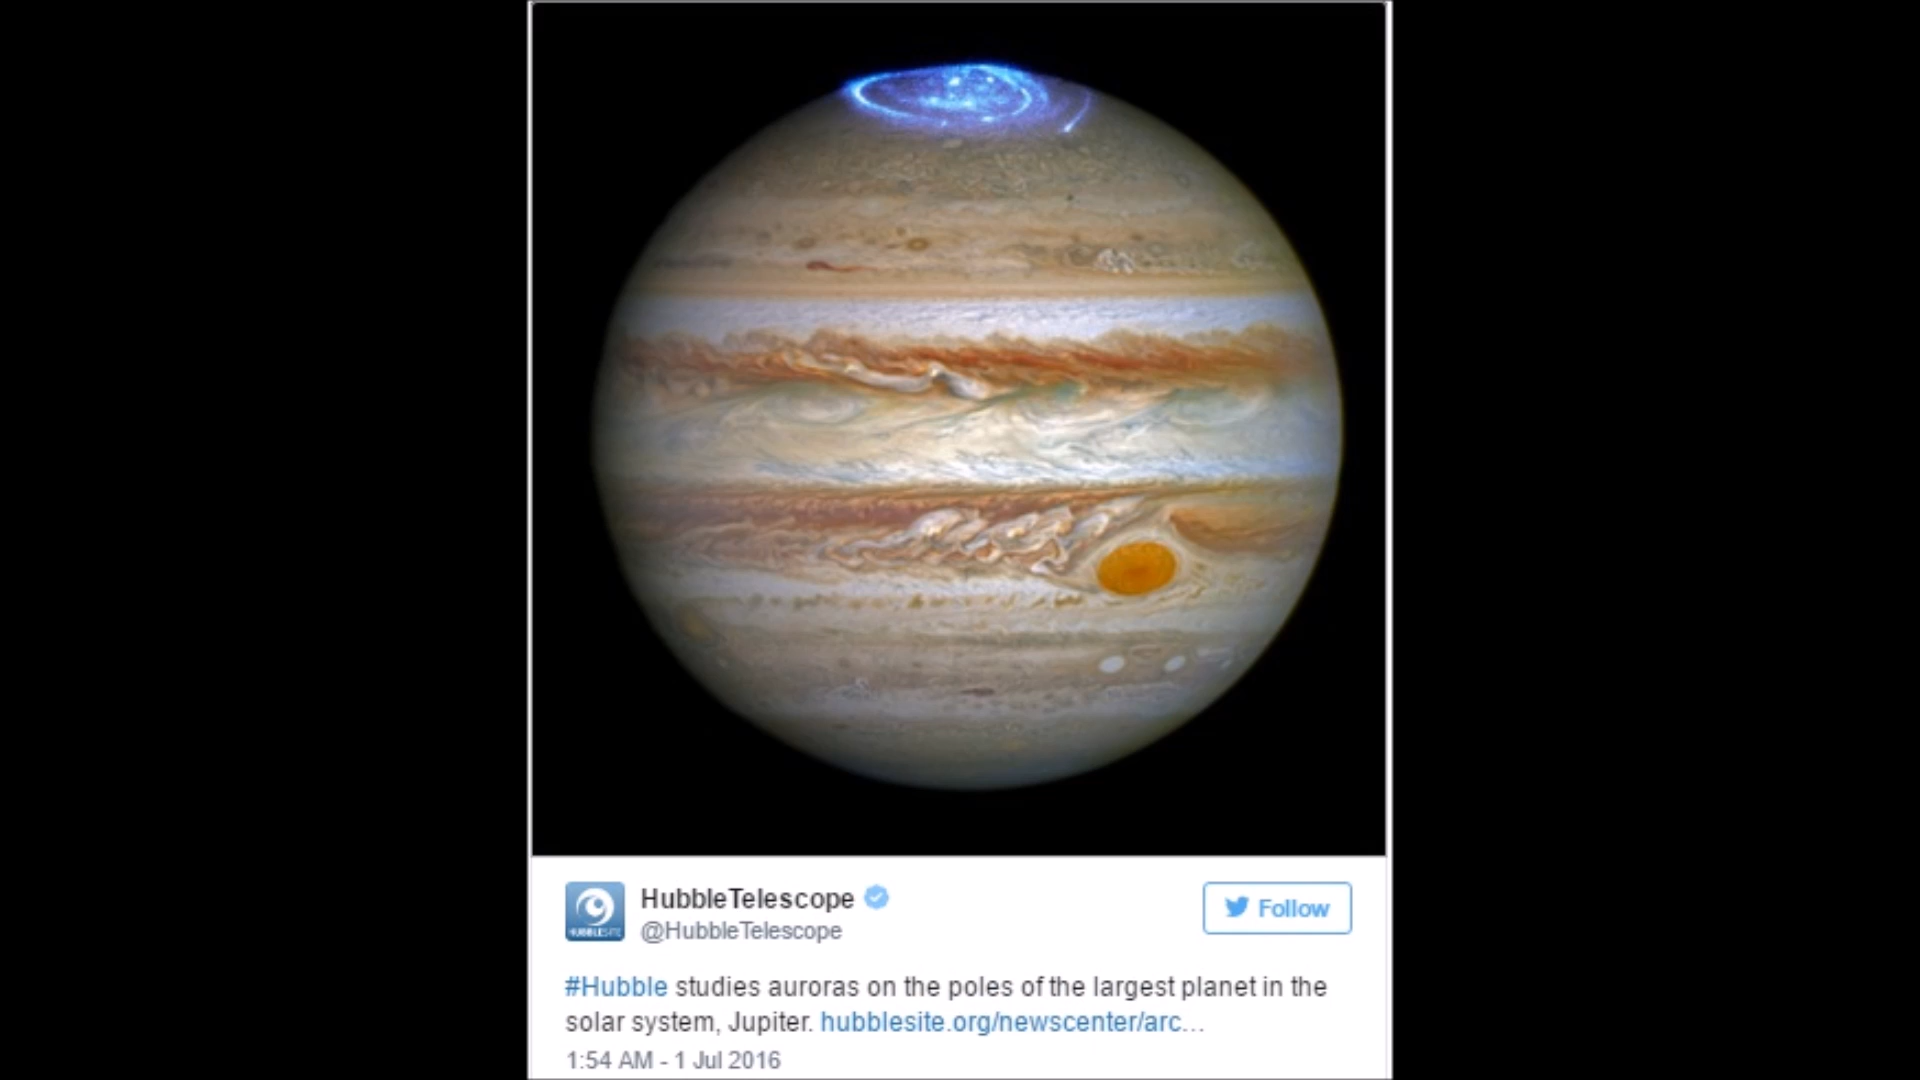 HUBBLESITE
HubbleTelescope
@HubbleTelescope
Follow
#Hubble studies auroras on the poles of the largest planet in the
solar system, Jupiter. hubblesite.org/newscenter/arc...
1:54 AM - 1 Jul 2016